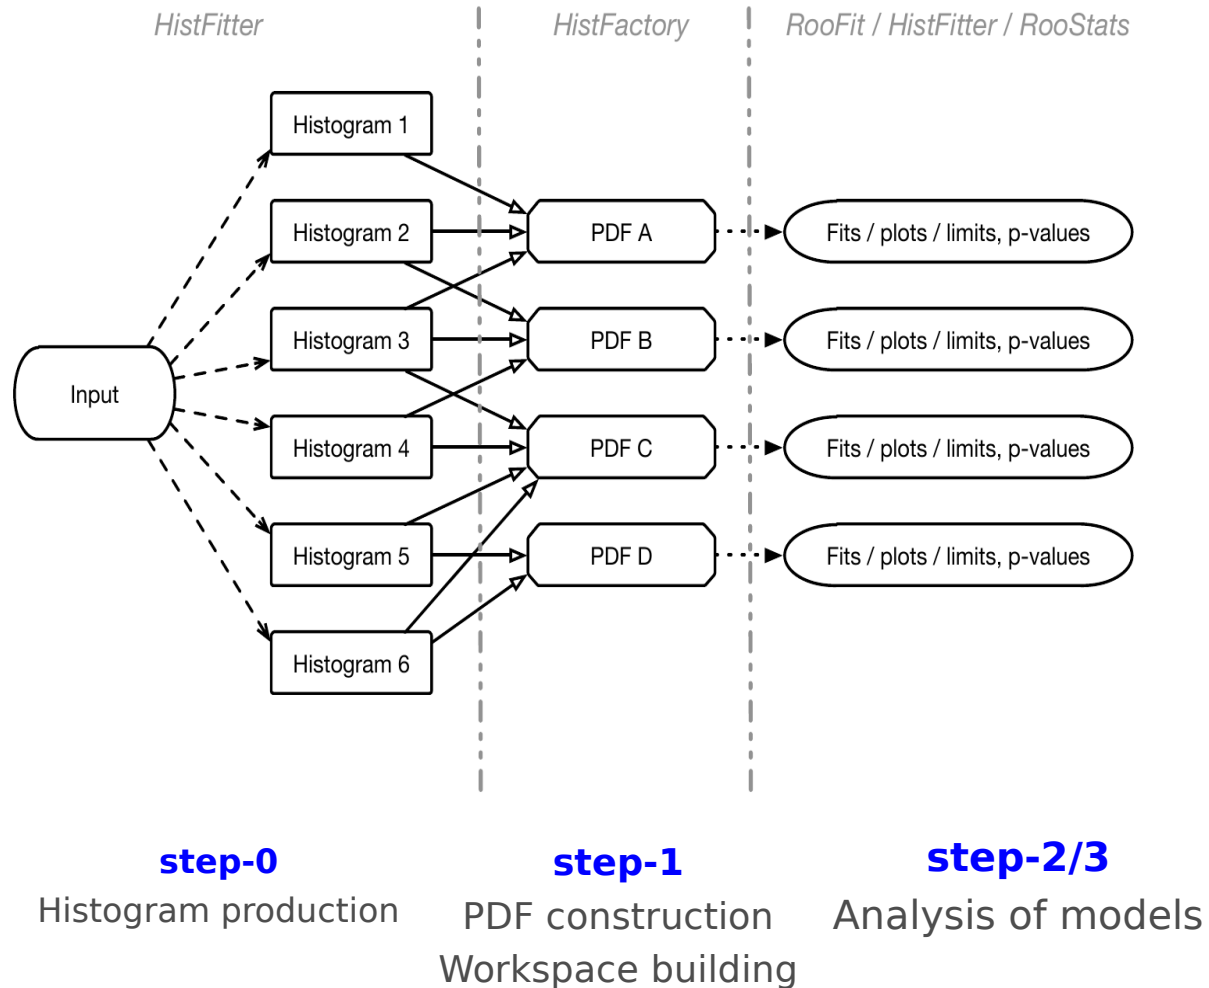 HistFitter
HistFactory
RooFit / HistFitter / RooStats
Histogram 1
Histogram 2
PDF A
Fits / plots / limits, p-values
Histogram 3
PDF B
Fits / plots / limits, p-values
Input
Histogram 4
PDF C
Fits / plots / limits, p-values
Histogram 5
PDF D
Fits / plots / limits, p-values
Histogram 6
step-0
step-1
step-2/3
Histogram production
PDF construction
Analysis of models
Workspace building